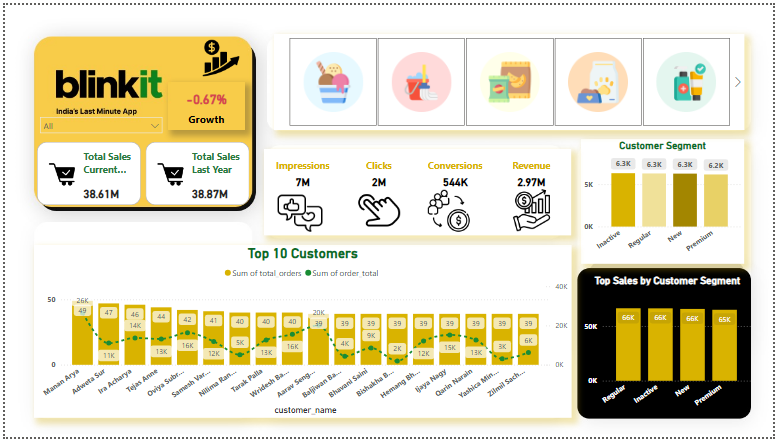 blinkit
India's Last Minute App
All
-0.67%
Growth
Total Sales
Current...
38.61M
Total Sales
Last Year
38.87M
Impressions
Clicks
Conversions
Revenue
7M
2M
544K
2.97M
Customer Segment
6.3K
6.3K
6.3K
6.2K
5K
0K
Inactive
Regular
New
Premium
Top 10 Customers
Sum of total orders
Sum of order total
50
0
40K
20K
0K
48
47
46
44
42
41
40
40
40
39
39
39
39
39
39
39
39
39
26K
11K
14K
13K
16K
12K
5K
13K
16K
20K
4K
9K
2K
12K
15K
13K
3K
6K
Manan Arya
Adweta Sur
Ira Acharya
Tejas Anne
Oviya Subr...
Samesh Var...
Nitima Ran...
Tarak Palla
Wridesh Ba...
Aarav Seng...
Baljiwan Ba...
Bhavani Saini
Bishakha B...
Hemang Bh...
Ijaya Nagy
Qarin Narain
Yashica Min...
Zilmil Sach...
customer_name
Top Sales by Customer Segment
50K
0K
66K
66K
66K
65K
Regular
Inactive
New
Premium